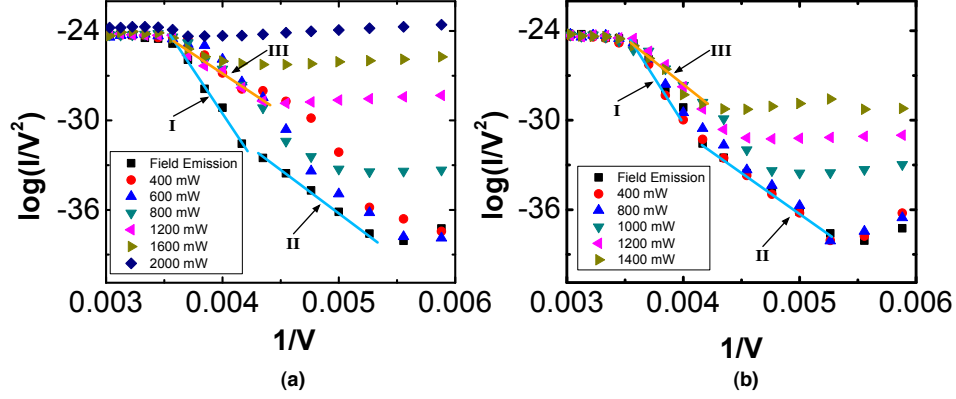 -24
-30
-36
log(I/V²)
I
II
III
Field Emission
400 mW
600 mW
800 mW
1200 mW
1600 mW
2000 mW
0.003 0.004 0.005 0.006
1/V
(a)
-24
-30
-36
log(I/V²)
I
II
III
Field Emission
400 mW
800 mW
1000 mW
1200 mW
1400 mW
0.003 0.004 0.005 0.006
1/V
(b)